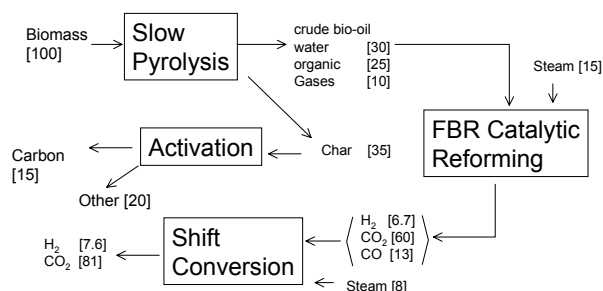 Biomass
[100]
Slow
Pyrolysis
crude bio-oil
water [30]
organic [25]
Gases [10]
Steam [15]
FBR Catalytic
Reforming
Carbon
[15]
Activation
Char [35]
Other [20]
H₂ [7.6]
CO₂ [81]
Shift
Conversion
H₂ [6.7]
CO₂ [60]
CO [13]
Steam [8]